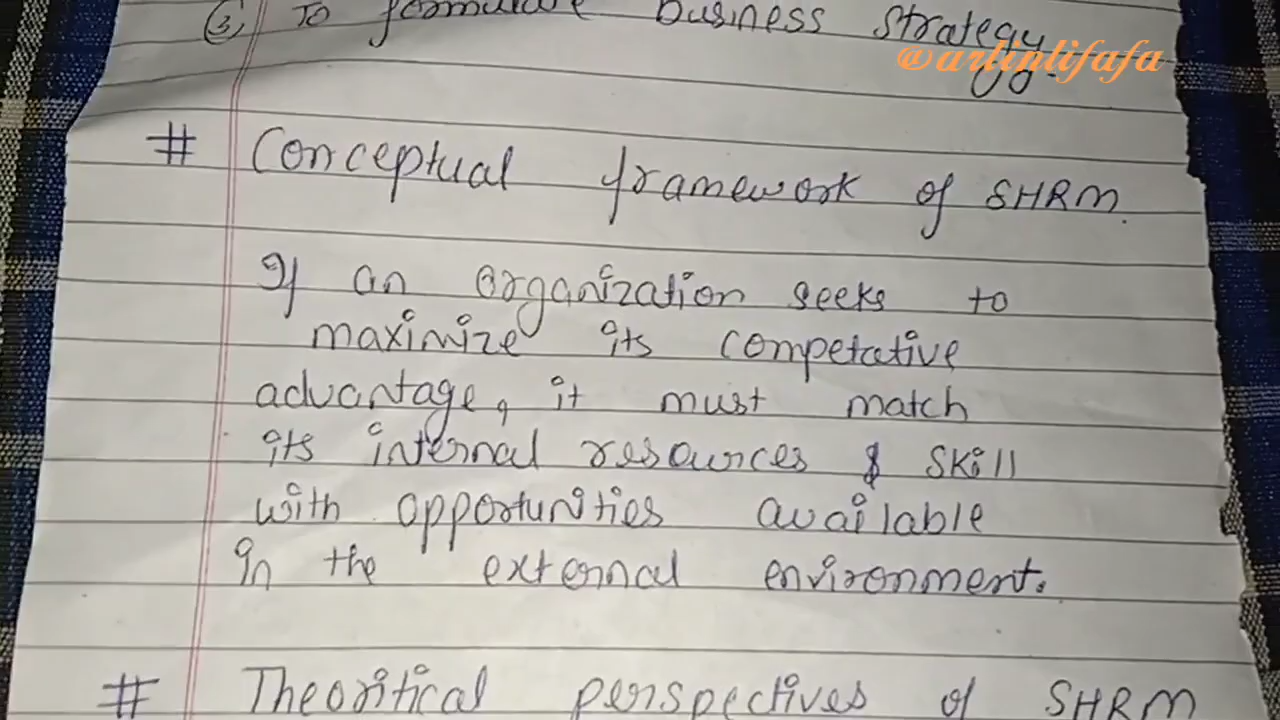 (3) To formulate business strategy.
@arlinlifafa
# Conceptual framework of SHRM.
If an organization seeks to
maximize its competative
advantage, it must match
its internal resources & skill
with opportunities available
in the external environment.
# Theoritical perspectives of SHRM